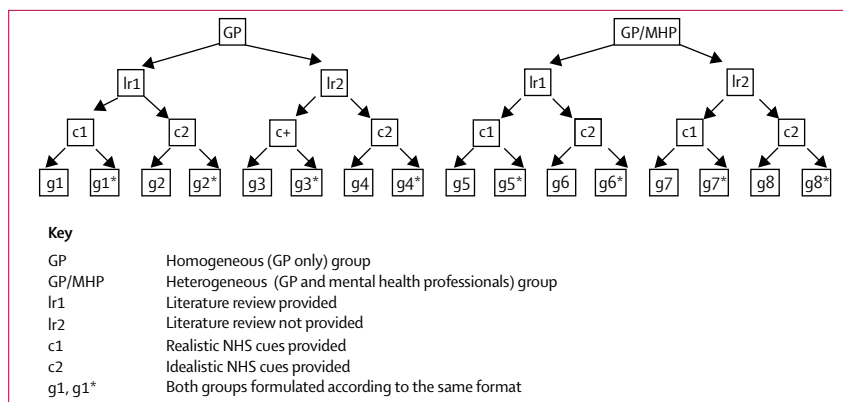 GP GP/MHP
lr1 lr2 lr1 lr2
c1 c2 c+ c2 c1 c2 c1 c2
g1 g1* g2 g2* g3 g3* g4 g4* g5 g5* g6 g6* g7 g7* g8 g8*
Key
GP Homogeneous (GP only) group
GP/MHP Heterogeneous (GP and mental health professionals) group
lr1 Literature review provided
lr2 Literature review not provided
c1 Realistic NHS cues provided
c2 Idealistic NHS cues provided
g1, g1* Both groups formulated according to the same format